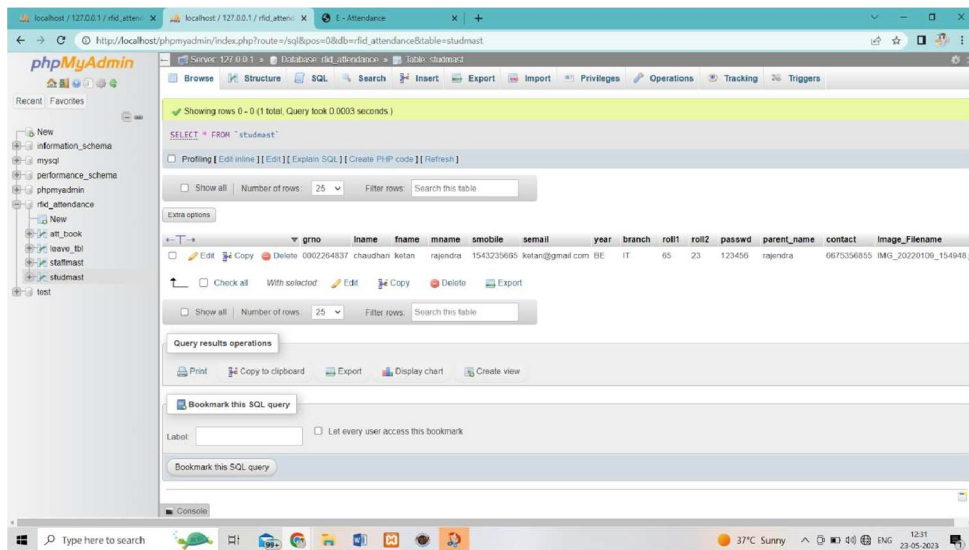 localhost / 127.0.0.1 / rfid_attend
localhost / 127.0.0.1 / rfid_attend
E - Attendance
http://localhost/phpmyadmin/index.php?route=/sql&pos=0&db=rfid_attendance&table=studmast
phpMyAdmin
Recent Favorites
New
information_schema
mysql
performance_schema
phpmyadmin
rfid_attendance
New
att_book
leave_tbl
staffmast
studmast
test
Server: 127.0.0.1 » Database: rfid_attendance » Table: studmast
Browse Structure SQL Search Insert Export Import Privileges Operations Tracking Triggers
Showing rows 0 - 0 (1 total, Query took 0.0003 seconds.)
SELECT * FROM `studmast`
Profiling [ Edit inline ] [ Edit ] [ Explain SQL ] [ Create PHP code ] [ Refresh ]
Show all Number of rows: 25 Filter rows: Search this table
Extra options
grno lname fname mname smobile semail year branch roll1 roll2 passwd parent_name contact Image_Filename
Edit Copy Delete 0002264837 chaudhari ketan rajendra 1543235665 ketan@gmail.com BE IT 65 23 123456 rajendra 6675356855 IMG_20220109_154948
Check all With selected: Edit Copy Delete Export
Show all Number of rows: 25 Filter rows: Search this table
Query results operations
Print Copy to clipboard Export Display chart Create view
Bookmark this SQL query
Label: Let every user access this bookmark
Bookmark this SQL query
Console
Type here to search
99+
37°C Sunny
ENG
12:31
23-05-2023